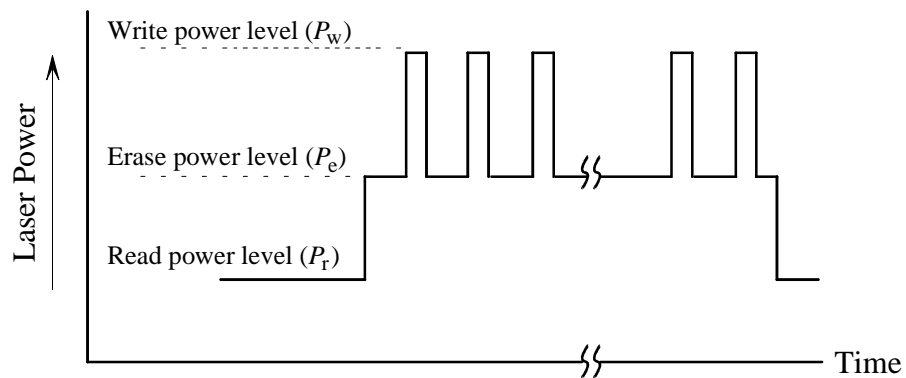 Write power level (Pw)
Erase power level (Pe)
Read power level (Pr)
Laser Power
Time